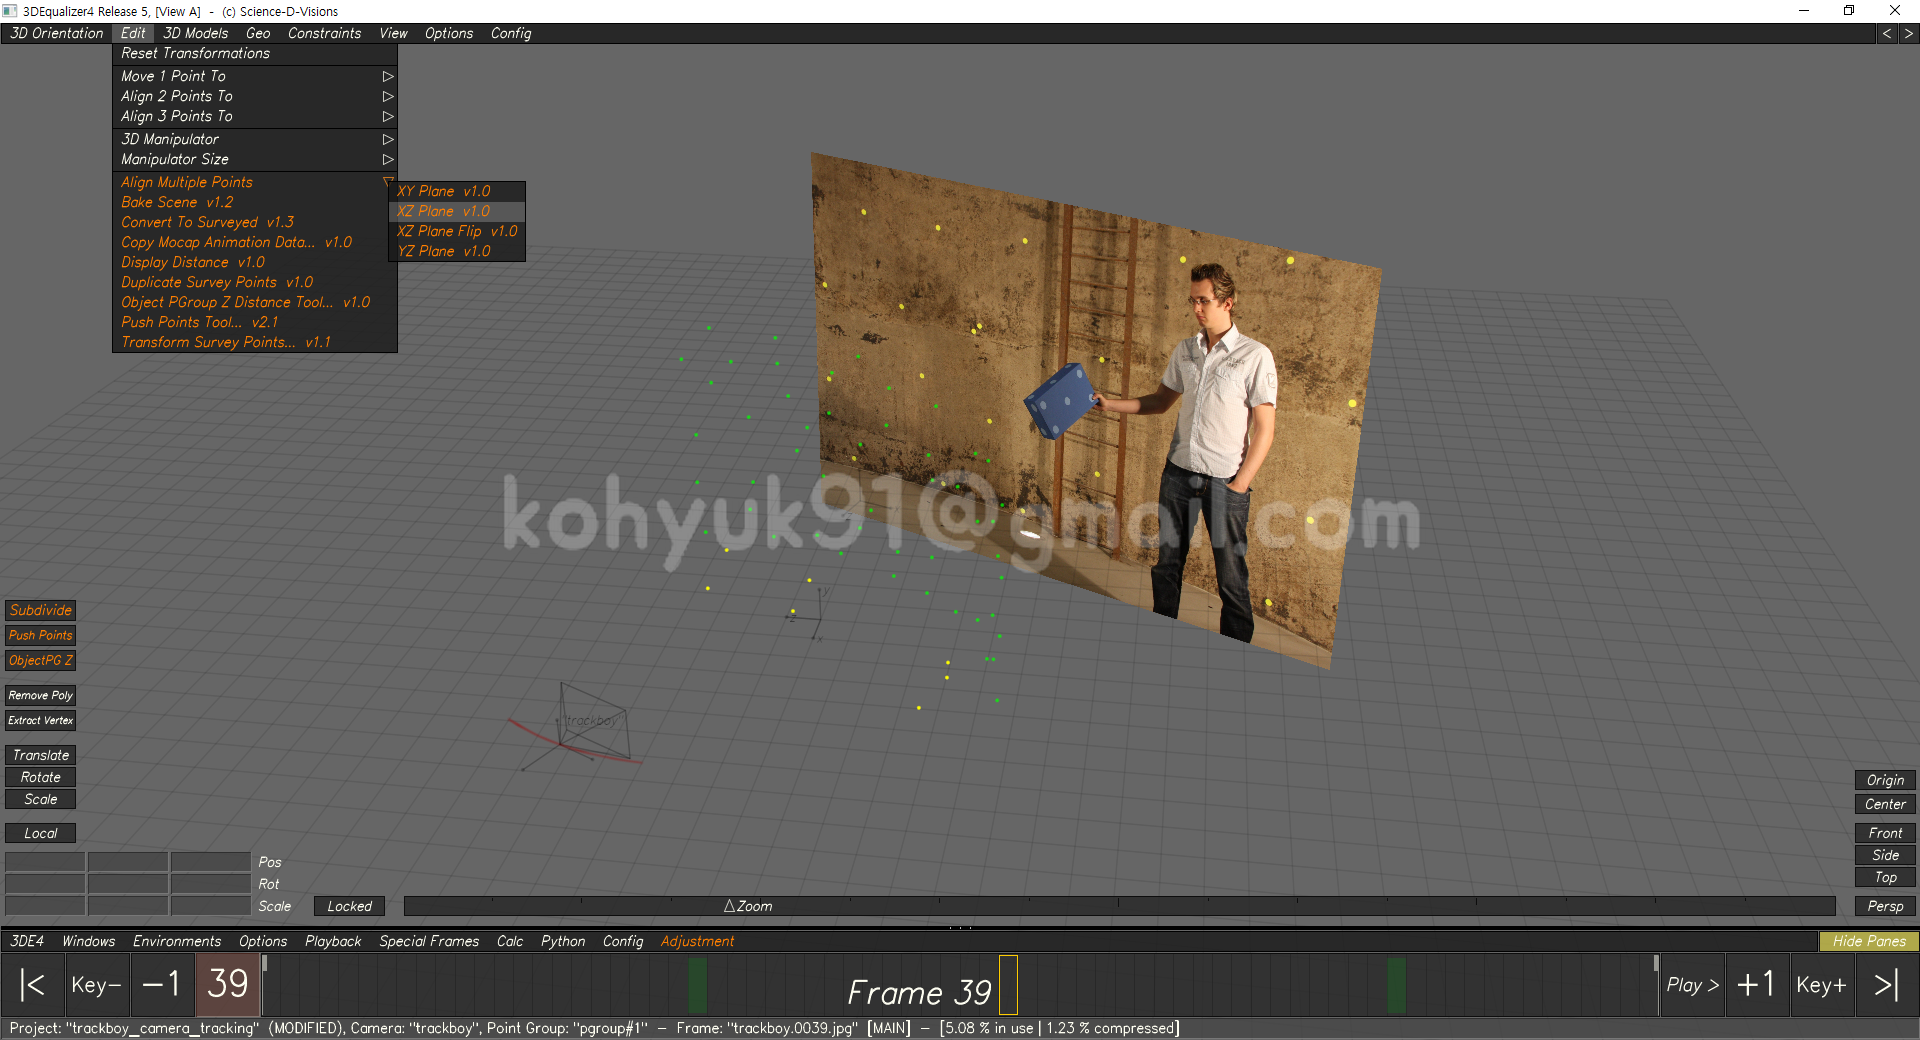 3DEqualizer4 Release 5, [View A]  -  (c) Science-D-Visions
3D Orientation Edit 3D Models Geo Constraints View Options Config < >
Reset Transformations
Move 1 Point To
Align 2 Points To
Align 3 Points To
3D Manipulator
Manipulator Size
Align Multiple Points
XY Plane v1.0
XZ Plane v1.0
XZ Plane Flip v1.0
YZ Plane v1.0
Bake Scene v1.2
Convert To Surveyed v1.3
Copy Mocap Animation Data... v1.0
Display Distance v1.0
Duplicate Survey Points v1.0
Object PGroup Z Distance Tool... v1.0
Push Points Tool... v2.1
Transform Survey Points... v1.1
kohyuk91@gmail.com
y
z
x
"trackboy"
Subdivide
Push Points
ObjectPG Z
Remove Poly
Extract Vertex
Translate
Rotate
Scale
Local
Pos
Rot
Scale Locked Zoom
Origin
Center
Front
Side
Top
Persp
3DE4 Windows Environments Options Playback Special Frames Calc Python Config Adjustment Hide Panes
|< Key- -1 39 Frame 39 Play > +1 Key+ >|
Project: "trackboy_camera_tracking" (MODIFIED), Camera: "trackboy", Point Group: "pgroup#1" - Frame: "trackboy.0039.jpg" [MAIN] - [5.08 % in use | 1.23 % compressed]